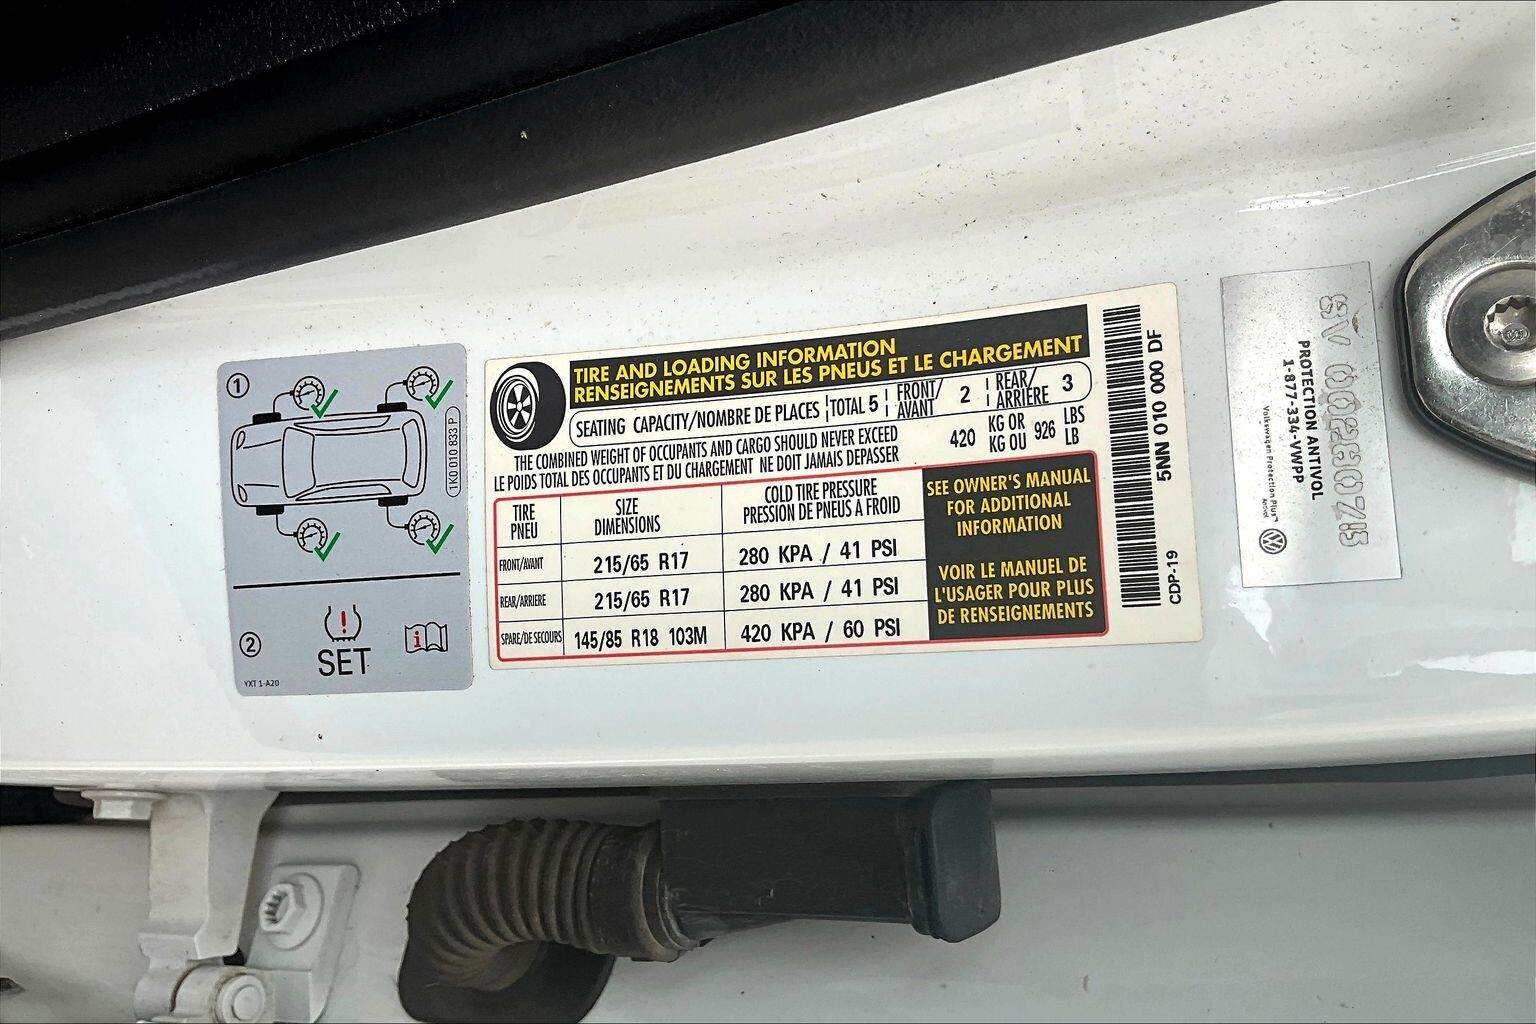 1
1K0 010 833 P
2
SET
i
YXT 1-A20
TIRE AND LOADING INFORMATION
RENSEIGNEMENTS SUR LES PNEUS ET LE CHARGEMENT
SEATING CAPACITY/NOMBRE DE PLACES TOTAL 5 FRONT/AVANT 2 REAR/ARRIÈRE 3
THE COMBINED WEIGHT OF OCCUPANTS AND CARGO SHOULD NEVER EXCEED
LE POIDS TOTAL DES OCCUPANTS ET DU CHARGEMENT NE DOIT JAMAIS DEPASSER
420 KG OR KG OU 926 LBS LB
TIRE PNEU SIZE DIMENSIONS COLD TIRE PRESSURE PRESSION DE PNEUS A FROID
FRONT/AVANT 215/65 R17 280 KPA / 41 PSI
REAR/ARRIERE 215/65 R17 280 KPA / 41 PSI
SPARE/DE SECOURS 145/85 R18 103M 420 KPA / 60 PSI
SEE OWNER'S MANUAL
FOR ADDITIONAL
INFORMATION
VOIR LE MANUEL DE
L'USAGER POUR PLUS
DE RENSEIGNEMENTS
5NN 010 000 DF
CDP-19
PROTECTION ANTIVOL
1-877-334-VWPP
Volkswagen Protection Plus™
Antivol